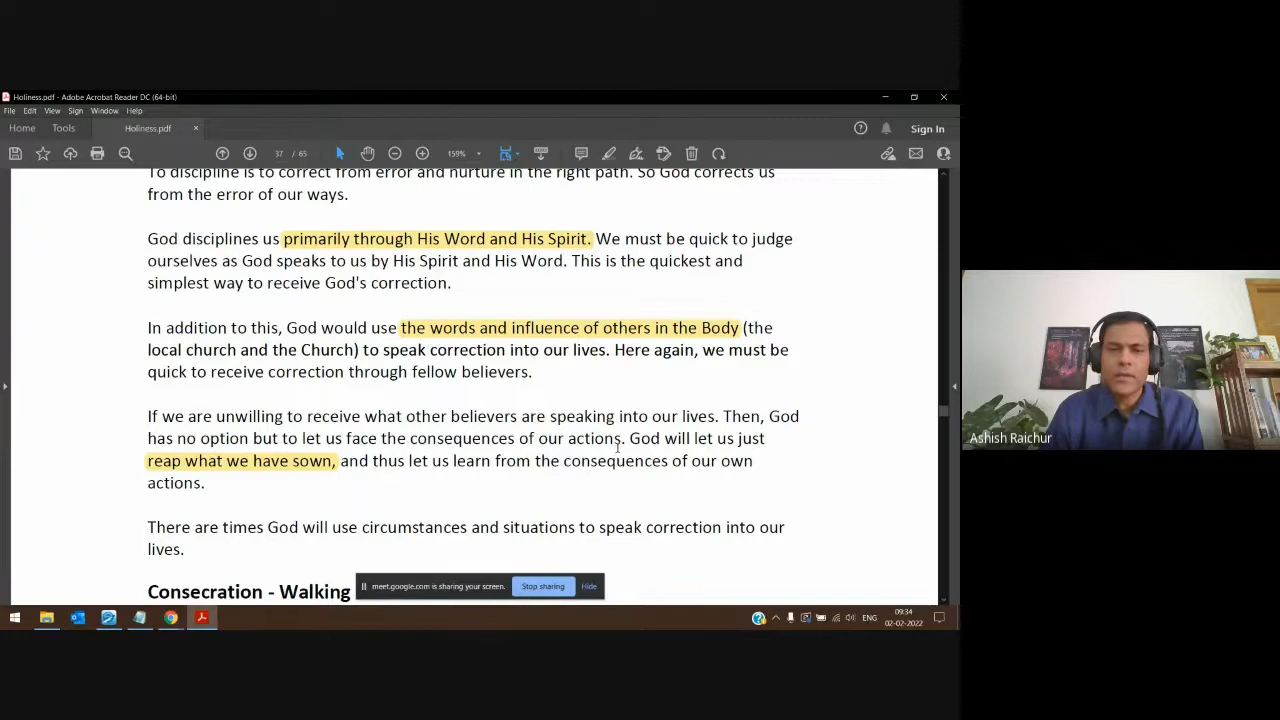 Holiness.pdf - Adobe Acrobat Reader DC (64-bit)
File Edit View Sign Window Help
Home Tools Holiness.pdf × Sign In
37 / 65 159%
To discipline is to correct from error and nurture in the right path. So God corrects us
from the error of our ways.
God disciplines us primarily through His Word and His Spirit. We must be quick to judge
ourselves as God speaks to us by His Spirit and His Word. This is the quickest and
simplest way to receive God's correction.
In addition to this, God would use the words and influence of others in the Body (the
local church and the Church) to speak correction into our lives. Here again, we must be
quick to receive correction through fellow believers.
If we are unwilling to receive what other believers are speaking into our lives. Then, God
has no option but to let us face the consequences of our actions. God will let us just
reap what we have sown, and thus let us learn from the consequences of our own
actions.
There are times God will use circumstances and situations to speak correction into our
lives.
Consecration - Walking
meet.google.com is sharing your screen. Stop sharing Hide
Ashish Raichur
ENG
09:34
02-02-2022